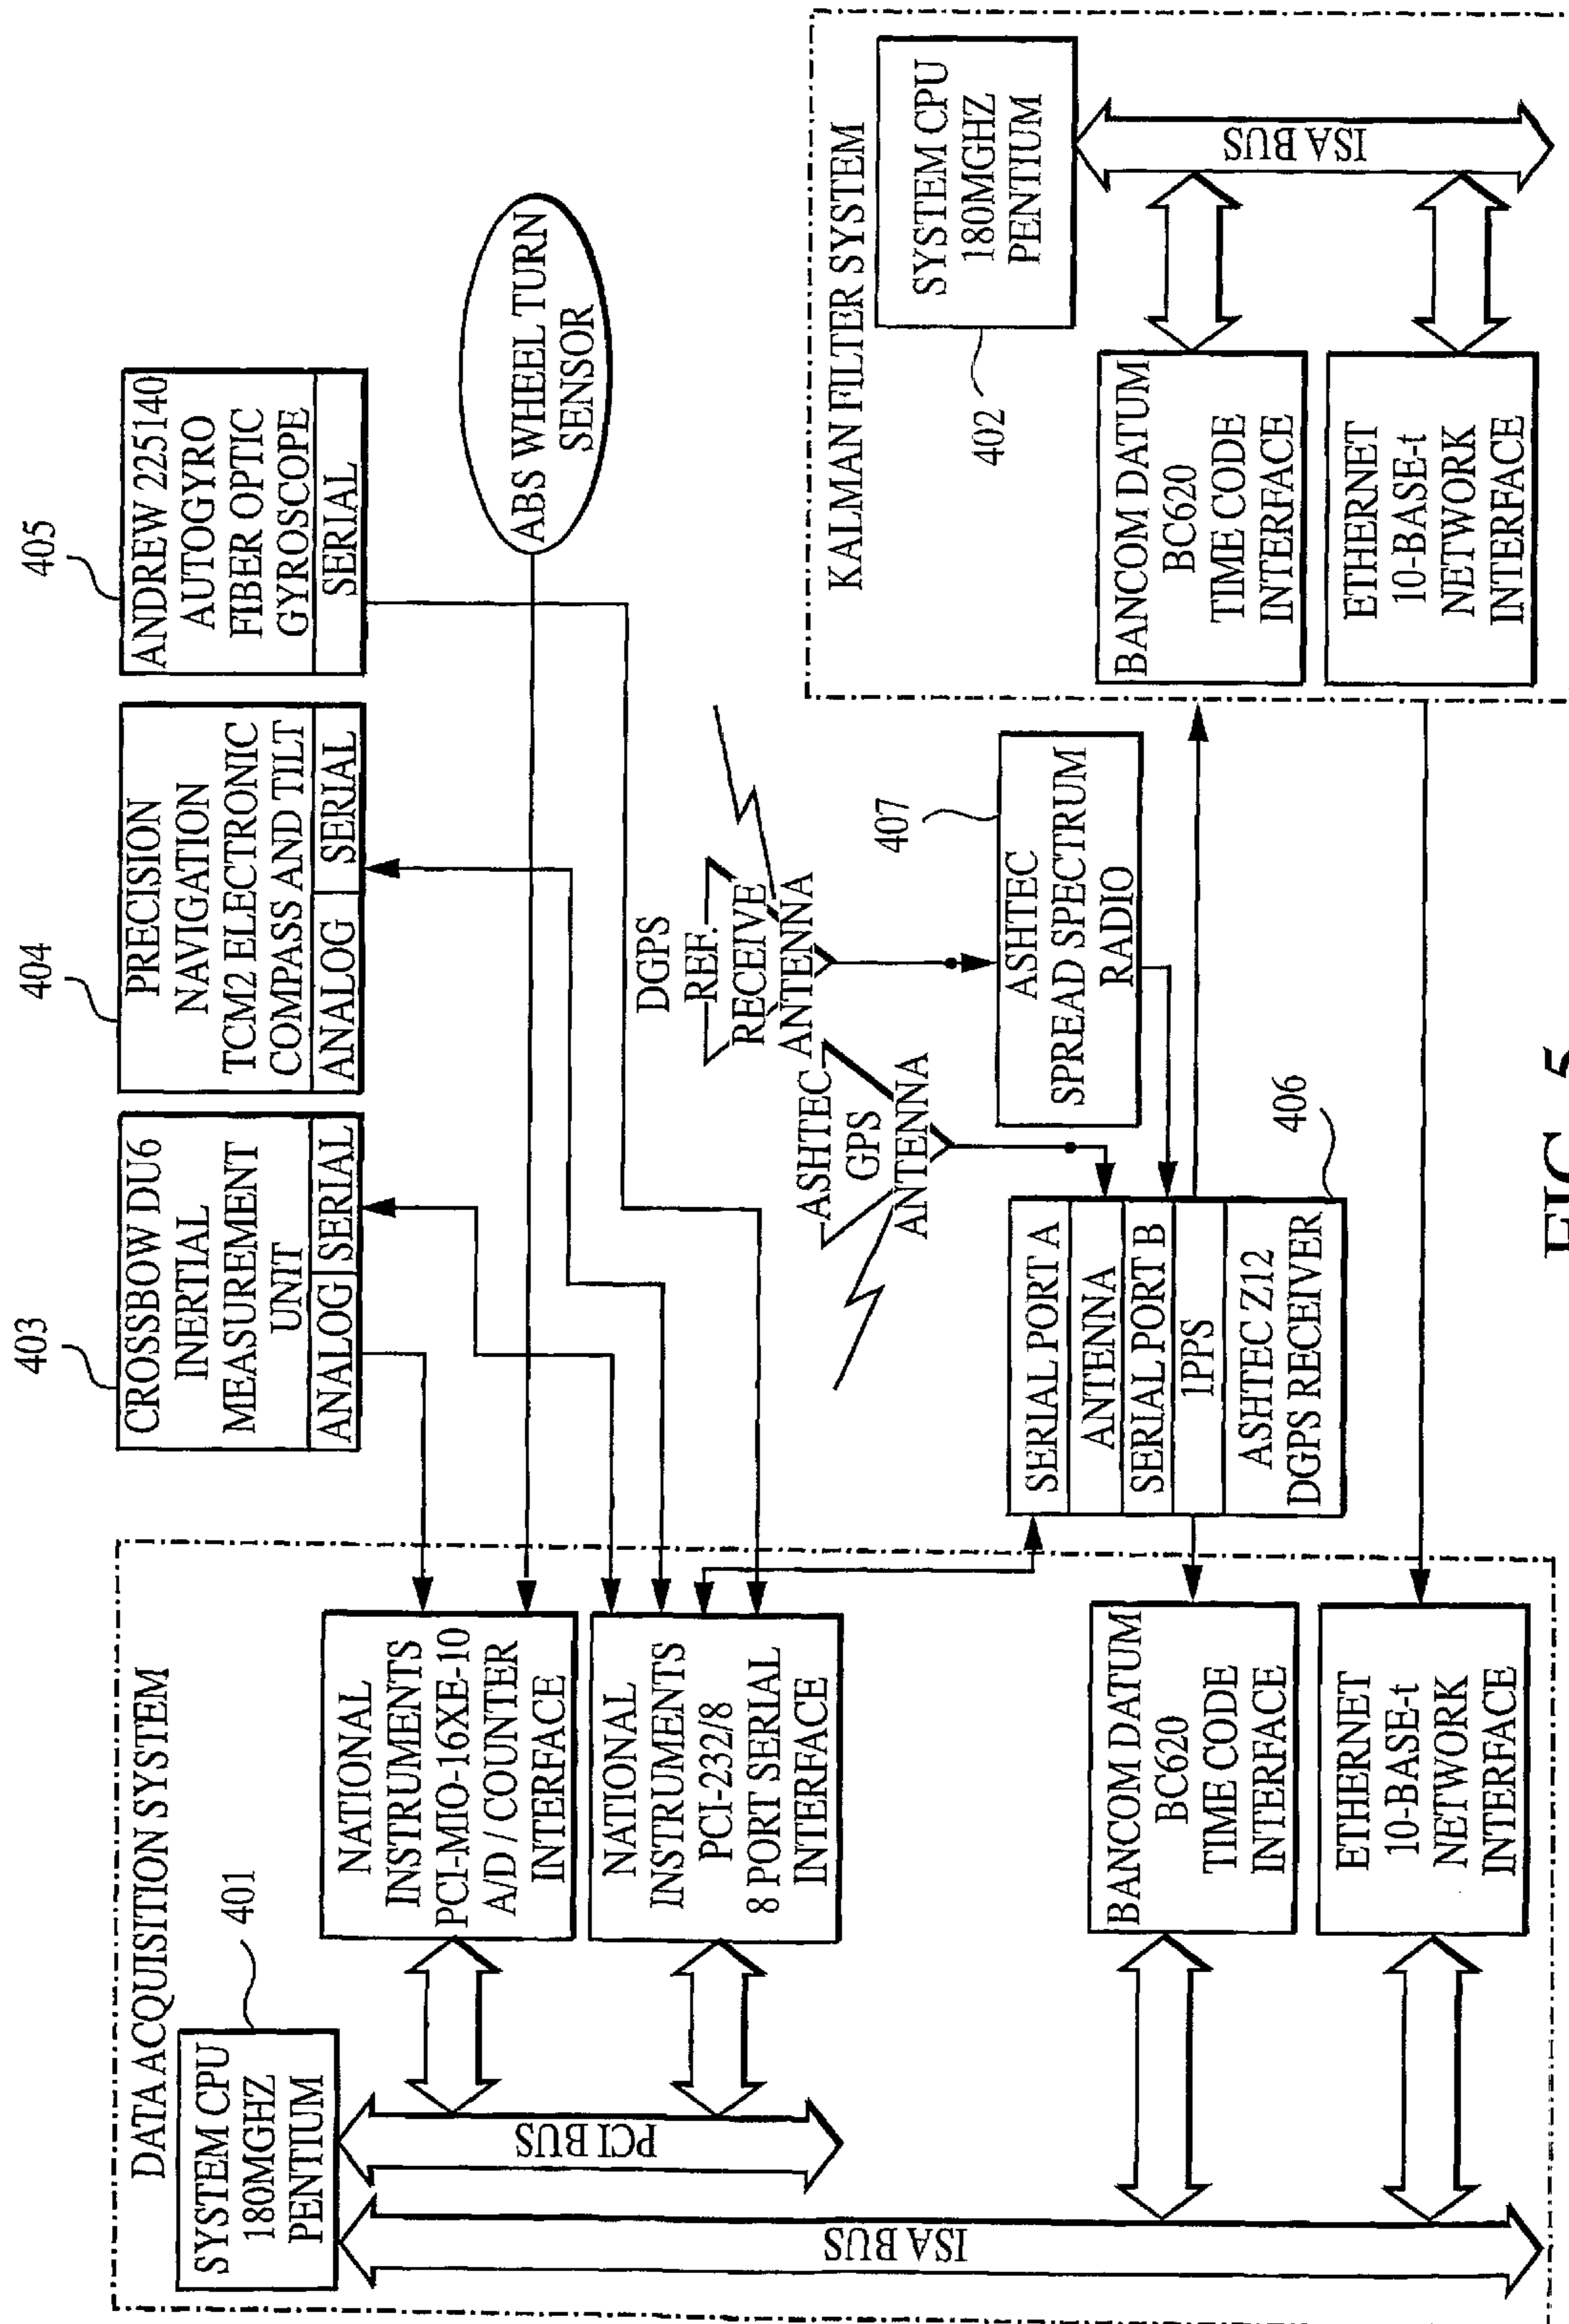 DATA ACQUISITION SYSTEM
SYSTEM CPU
180MGHZ
PENTIUM
401
PCI BUS
ISA BUS
NATIONAL
INSTRUMENTS
PCI-MIO-16XE-10
A/D / COUNTER
INTERFACE
NATIONAL
INSTRUMENTS
PCI-232/8
8 PORT SERIAL
INTERFACE
BANCOM DATUM
BC620
TIME CODE
INTERFACE
ETHERNET
10-BASE-t
NETWORK
INTERFACE
403
CROSSBOW DU6
INERTIAL
MEASUREMENT
UNIT
ANALOG SERIAL
404
PRECISION
NAVIGATION
TCM2 ELECTRONIC
COMPASS AND TILT
ANALOG SERIAL
405
ANDREW 225140
AUTOGYRO
FIBER OPTIC
GYROSCOPE
SERIAL
ABS WHEEL TURN
SENSOR
DGPS
REF.
RECEIVE
ANTENNA
ASHTEC
GPS
ANTENNA
407
ASHTEC
SPREAD SPECTRUM
RADIO
SERIAL PORT A
ANTENNA
SERIAL PORT B
1PPS
ASHTEC Z12
DGPS RECEIVER
406
KALMAN FILTER SYSTEM
SYSTEM CPU
180MGHZ
PENTIUM
402
ISA BUS
BANCOM DATUM
BC620
TIME CODE
INTERFACE
ETHERNET
10-BASE-t
NETWORK
INTERFACE
FIG. 5